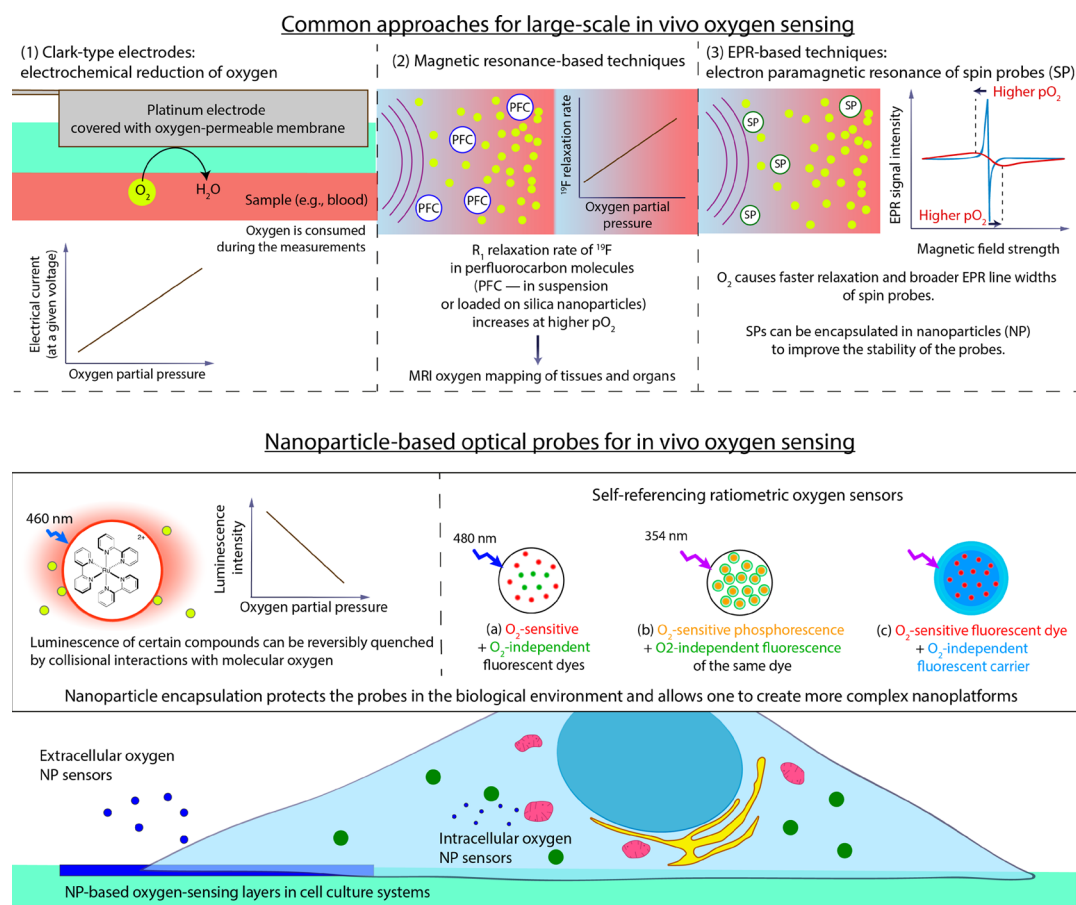 Common approaches for large-scale in vivo oxygen sensing
(1) Clark-type electrodes:
electrochemical reduction of oxygen
Platinum electrode
covered with oxygen-permeable membrane
O₂
H₂O
Sample (e.g., blood)
Oxygen is consumed
during the measurements
Electrical current
(at a given voltage)
Oxygen partial pressure
(2) Magnetic resonance-based techniques
PFC
PFC
PFC
PFC
¹⁹F relaxation rate
Oxygen partial
pressure
R₁ relaxation rate of ¹⁹F
in perfluorocarbon molecules
(PFC — in suspension
or loaded on silica nanoparticles)
increases at higher pO₂
MRI oxygen mapping of tissues and organs
(3) EPR-based techniques:
electron paramagnetic resonance of spin probes (SP)
SP
SP
SP
SP
Higher pO₂
EPR signal intensity
Higher pO₂
Magnetic field strength
O₂ causes faster relaxation and broader EPR line widths
of spin probes.
SPs can be encapsulated in nanoparticles (NP)
to improve the stability of the probes.
Nanoparticle-based optical probes for in vivo oxygen sensing
460 nm
2+
N
N
N
Ru
N
N
N
Luminescence
intensity
Oxygen partial pressure
Luminescence of certain compounds can be reversibly quenched
by collisional interactions with molecular oxygen
Self-referencing ratiometric oxygen sensors
480 nm
(a) O₂-sensitive
+ O₂-independent
fluorescent dyes
354 nm
(b) O₂-sensitive phosphorescence
+ O2-independent fluorescence
of the same dye
(c) O₂-sensitive fluorescent dye
+ O₂-independent
fluorescent carrier
Nanoparticle encapsulation protects the probes in the biological environment and allows one to create more complex nanoplatforms
Extracellular oxygen
NP sensors
Intracellular oxygen
NP sensors
NP-based oxygen-sensing layers in cell culture systems